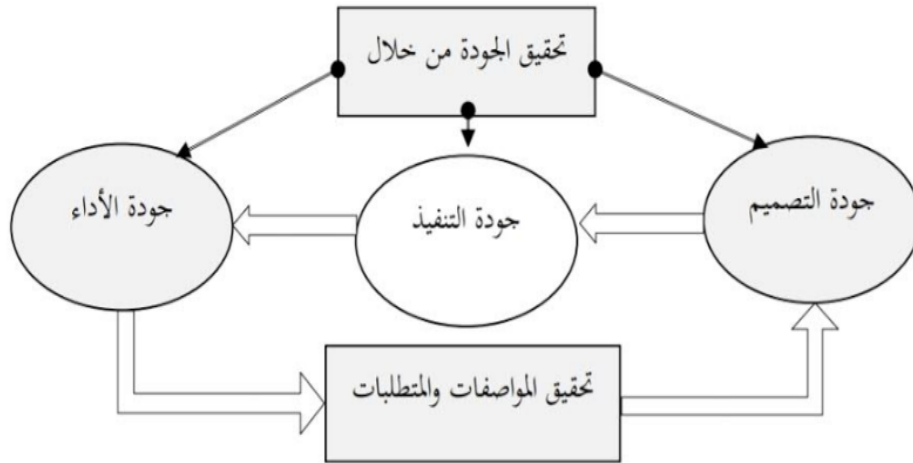 تحقيق الجودة من خلال
جودة التصميم
جودة التنفيذ
جودة الأداء
تحقيق المواصفات والمتطلبات